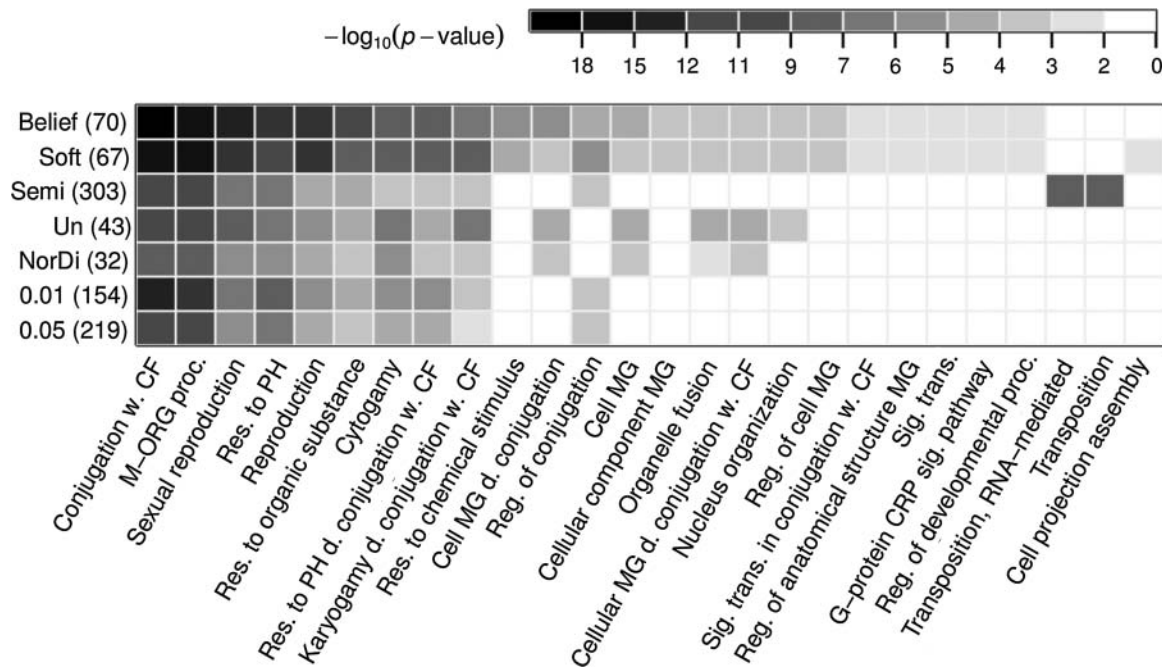 −log10(p − value)
18 15 12 11 9 7 6 5 4 3 2 0
Belief (70)
Soft (67)
Semi (303)
Un (43)
NorDi (32)
0.01 (154)
0.05 (219)
Conjugation w. CF
M−ORG proc.
Sexual reproduction
Res. to PH
Reproduction
Res. to organic substance
Cytogamy
Res. to PH d. conjugation w. CF
Karyogamy d. conjugation w. CF
Res. to chemical stimulus
Cell MG d. conjugation
Reg. of conjugation
Cell MG
Cellular component MG
Organelle fusion
Cellular MG d. conjugation w. CF
Nucleus organization
Reg. of cell MG
Sig. trans. in conjugation w. CF
Reg. of anatomical structure MG
Sig. trans.
G−protein CRP sig. pathway
Reg. of developmental proc.
Transposition, RNA−mediated
Transposition
Cell projection assembly